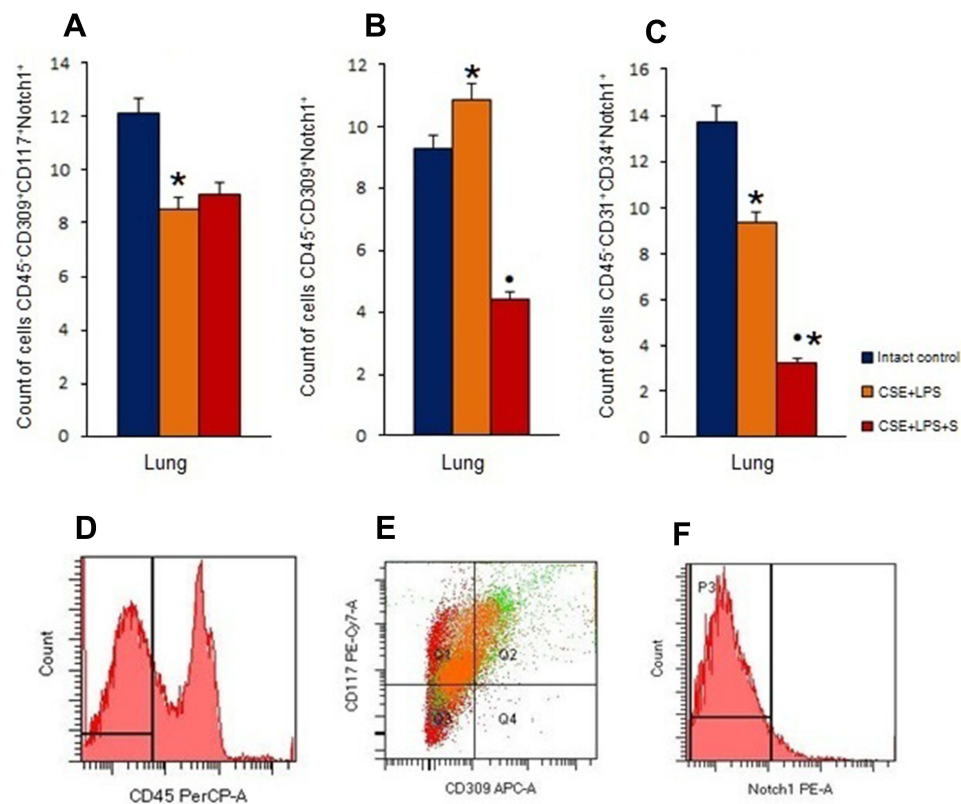 A
B
C
Count of cells CD45⁻CD309⁺CD117⁺Notch1⁺
14
12
10
8
6
4
2
0
Lung
Count of cells CD45⁻CD309⁺Notch1⁺
12
10
8
6
4
2
0
*
•
Lung
Count of cells CD45⁻CD31⁺CD34⁺Notch1⁺
16
14
12
10
8
6
4
2
0
*
•*
Lung
Intact control
CSE+LPS
CSE+LPS+S
D
E
F
Count
CD45 PerCP-A
CD117 PE-Cy7-A
Q1
Q2
Q3
Q4
CD309 APC-A
Count
P3
Notch1 PE-A